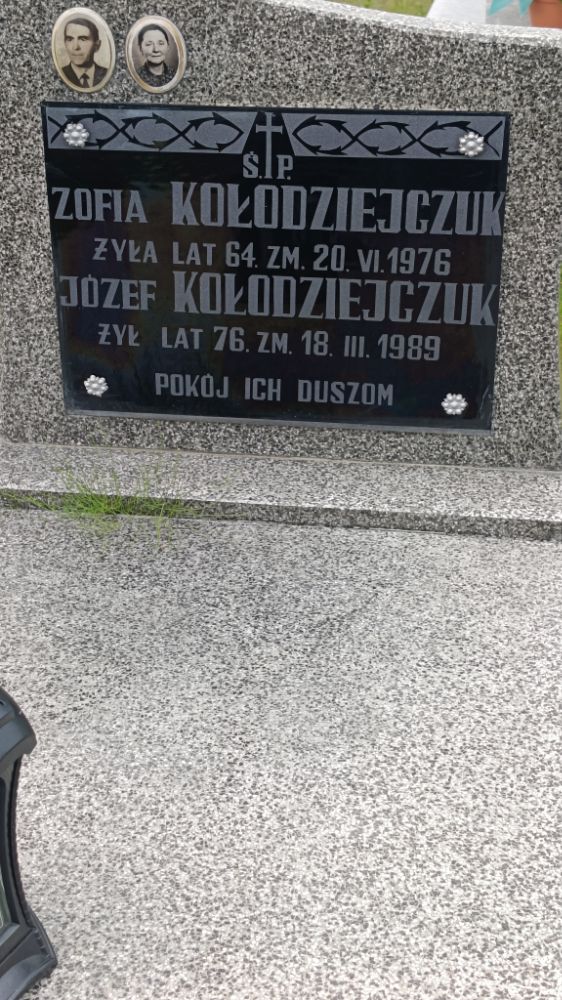 Ś.P.
ZOFIA KOŁODZIEJCZUK
ŻYŁA LAT 64. ZM. 20. VI. 1976
JÓZEF KOŁODZIEJCZUK
ŻYŁ LAT 76. ZM. 18. III. 1989
POKÓJ ICH DUSZOM